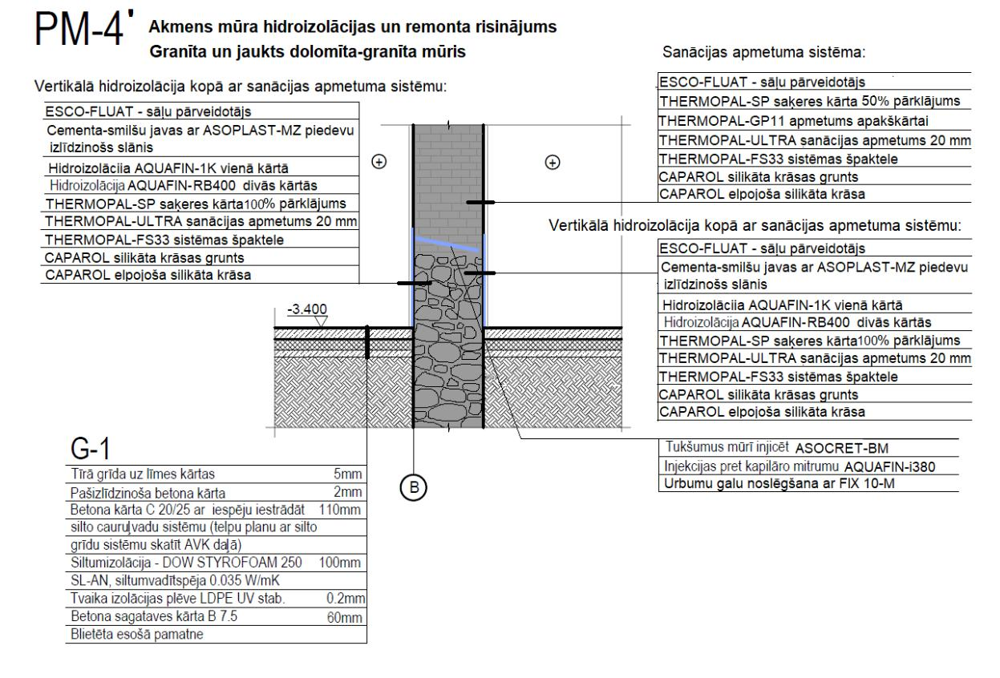 PM-4'
Akmens mūra hidroizolācijas un remonta risinājums
Granīta un jaukts dolomīta-granīta mūris
Vertikālā hidroizolācija kopā ar sanācijas apmetuma sistēmu:
ESCO-FLUAT - sāļu pārveidotājs
Cementa-smilšu javas ar ASOPLAST-MZ piedevu
izlīdzinošs slānis
Hidroizolāciia AQUAFIN-1K vienā kārtā
Hidroizolācija AQUAFIN-RB400 divās kārtās
THERMOPAL-SP saķeres kārta100% pārklājums
THERMOPAL-ULTRA sanācijas apmetums 20 mm
THERMOPAL-FS33 sistēmas špaktele
CAPAROL silikāta krāsas grunts
CAPAROL elpojoša silikāta krāsa
Sanācijas apmetuma sistēma:
ESCO-FLUAT - sāļu pārveidotājs
THERMOPAL-SP saķeres kārta 50% pārklājums
THERMOPAL-GP11 apmetums apakškārtai
THERMOPAL-ULTRA sanācijas apmetums 20 mm
THERMOPAL-FS33 sistēmas špaktele
CAPAROL silikāta krāsas grunts
CAPAROL elpojoša silikāta krāsa
Vertikālā hidroizolācija kopā ar sanācijas apmetuma sistēmu:
ESCO-FLUAT - sāļu pārveidotājs
Cementa-smilšu javas ar ASOPLAST-MZ piedevu
izlīdzinošs slānis
Hidroizolāciia AQUAFIN-1K vienā kārtā
Hidroizolācija AQUAFIN-RB400 divās kārtās
THERMOPAL-SP saķeres kārta100% pārklājums
THERMOPAL-ULTRA sanācijas apmetums 20 mm
THERMOPAL-FS33 sistēmas špaktele
CAPAROL silikāta krāsas grunts
CAPAROL elpojoša silikāta krāsa
Tukšumus mūrī injicēt ASOCRET-BM
Injekcijas pret kapilāro mitrumu AQUAFIN-i380
Urbumu galu noslēgšana ar FIX 10-M
-3.400
B
G-1
Tīrā grīda uz līmes kārtas 5mm
Pašizlīdzinoša betona kārta 2mm
Betona kārta C 20/25 ar iespēju iestrādāt 110mm
silto cauruļvadu sistēmu (telpu planu ar silto
grīdu sistēmu skatīt AVK daļā)
Siltumizolācija - DOW STYROFOAM 250 100mm
SL-AN, siltumvadītspēja 0.035 W/mK
Tvaika izolācijas plēve LDPE UV stab. 0.2mm
Betona sagataves kārta B 7.5 60mm
Blietēta esošā pamatne